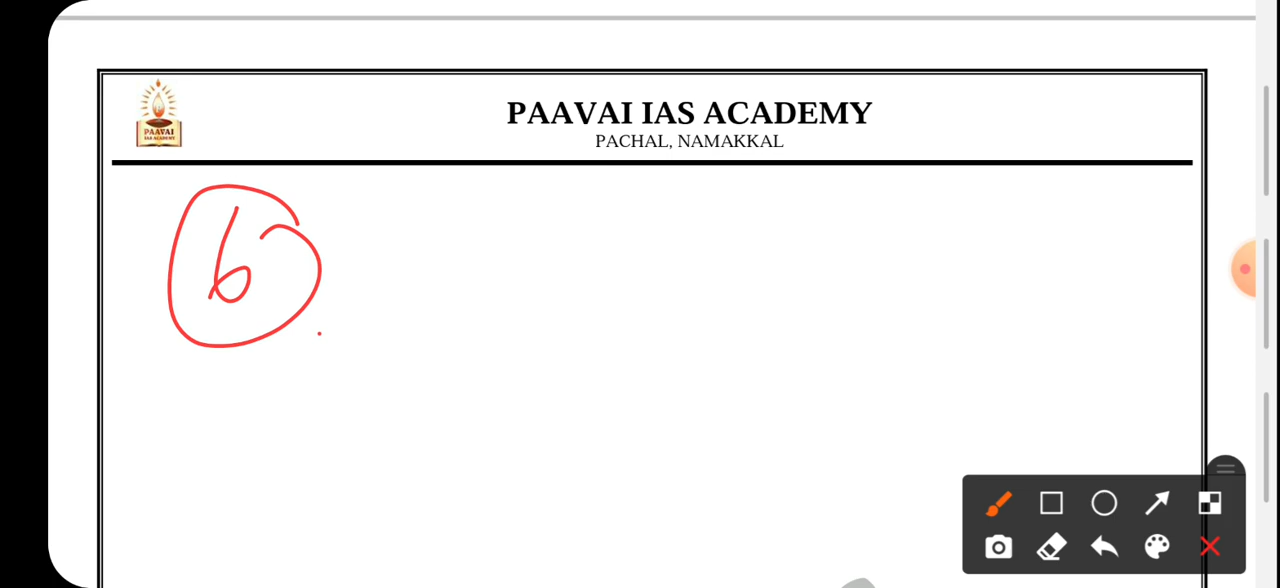 PAAVAI IAS ACADEMY
PACHAL, NAMAKKAL
PAAVAI
IAS ACADEMY
6